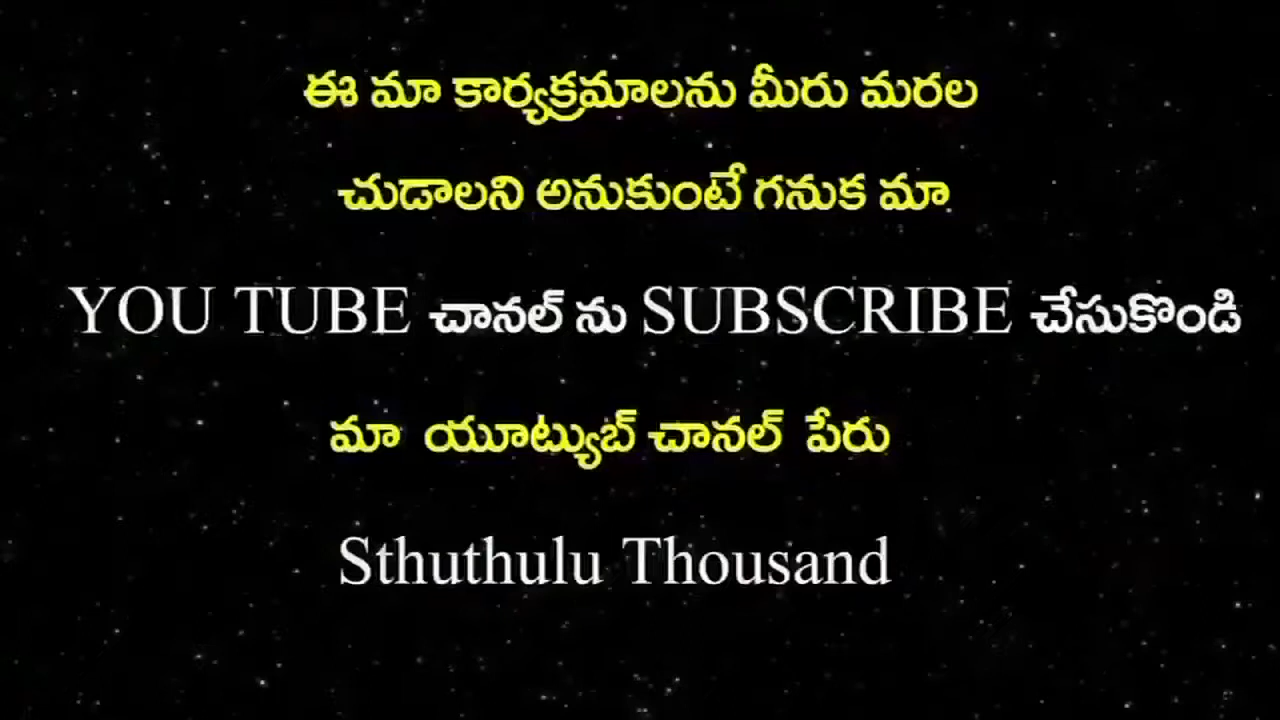 ఈ మా కార్యక్రమాలను మీరు మరల
చుడాలని అనుకుంటే గనుక మా
YOU TUBE చానల్ ను SUBSCRIBE చేసుకొండి
మా యూట్యుబ్ చానల్ పేరు
Sthuthulu Thousand